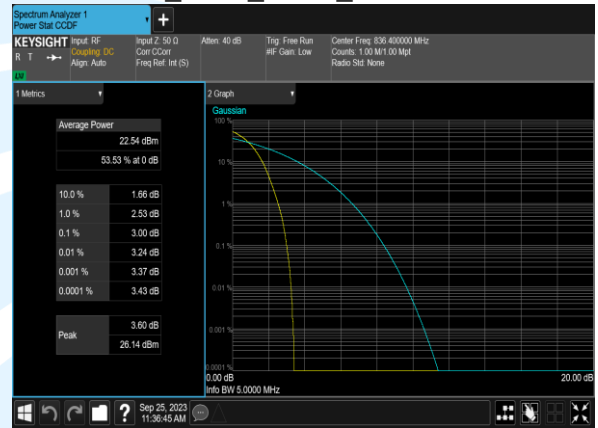 Spectrum Analyzer 1
Power Stat CCDF
+
KEYSIGHT
R T
LV
Input: RF
Coupling: DC
Align: Auto
Input Z: 50 Ω
Corr CCorr
Freq Ref: Int (S)
Atten: 40 dB
Trig: Free Run
#IF Gain: Low
Center Freq: 836.400000 MHz
Counts: 1.00 M/1.00 Mpt
Radio Std: None
1 Metrics
Average Power
22.54 dBm
53.53 % at 0 dB
10.0 % 1.66 dB
1.0 % 2.53 dB
0.1 % 3.00 dB
0.01 % 3.24 dB
0.001 % 3.37 dB
0.0001 % 3.43 dB
Peak
3.60 dB
26.14 dBm
2 Graph
Gaussian
100 %
10 %
1 %
0.1 %
0.01 %
0.001 %
0.0001 %
0.00 dB 20.00 dB
Info BW 5.0000 MHz
?
Sep 25, 2023
11:36:45 AM